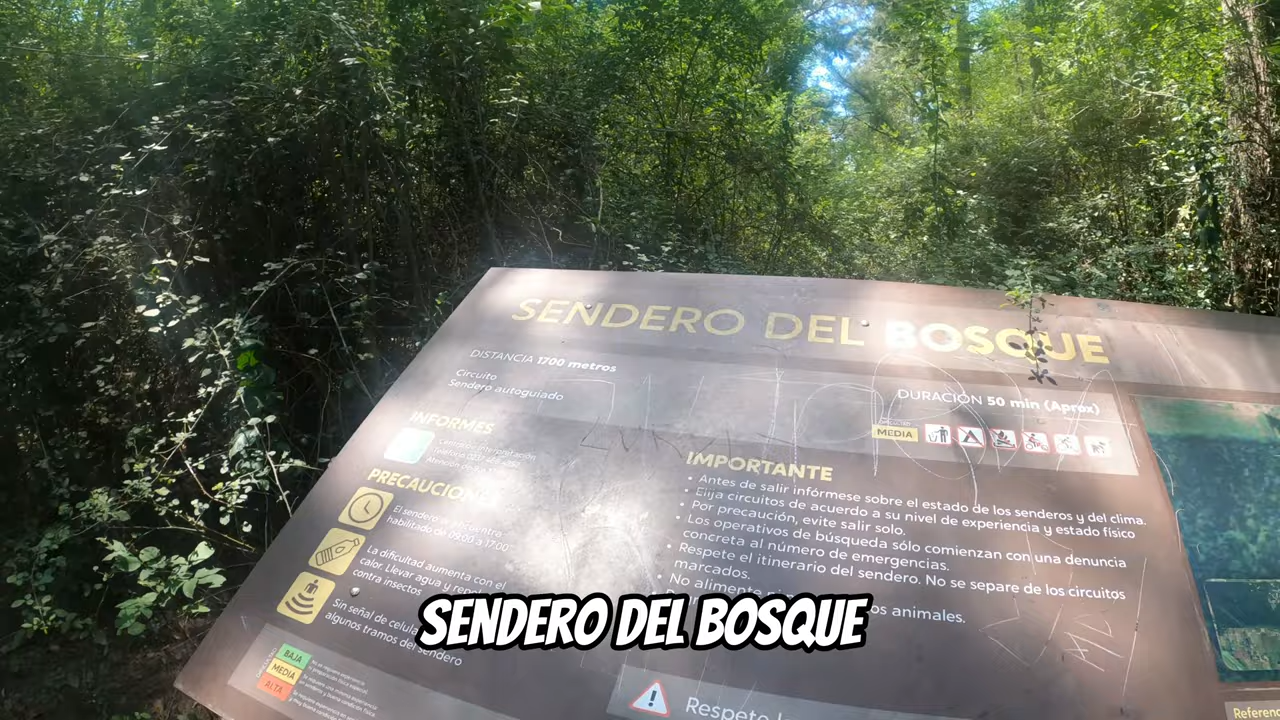 SENDERO DEL BOSQUE
DISTANCIA 1700 metros
Circuito
Sendero autoguiado
DURACIÓN 50 min (Aprox)
MEDIA
INFORMES
PRECAUCIONES
El sendero se encuentra
habilitado de 09:00 a 17:00
La dificultad aumenta con el
calor. Llevar agua y
contra insectos
Sin señal de
algunos tramos del sendero
IMPORTANTE
• Antes de salir infórmese sobre el estado de los senderos y del clima.
• Elija circuitos de acuerdo a su nivel de experiencia y estado físico
• Por precaución, evite salir solo.
• Los operativos de búsqueda sólo comienzan con una denuncia
concreta al número de emergencias.
• Respete el itinerario del sendero. No se separe de los circuitos
marcados.
• No alimente animales.
BAJA
MEDIA
ALTA
Respete
SENDERO DEL BOSQUE